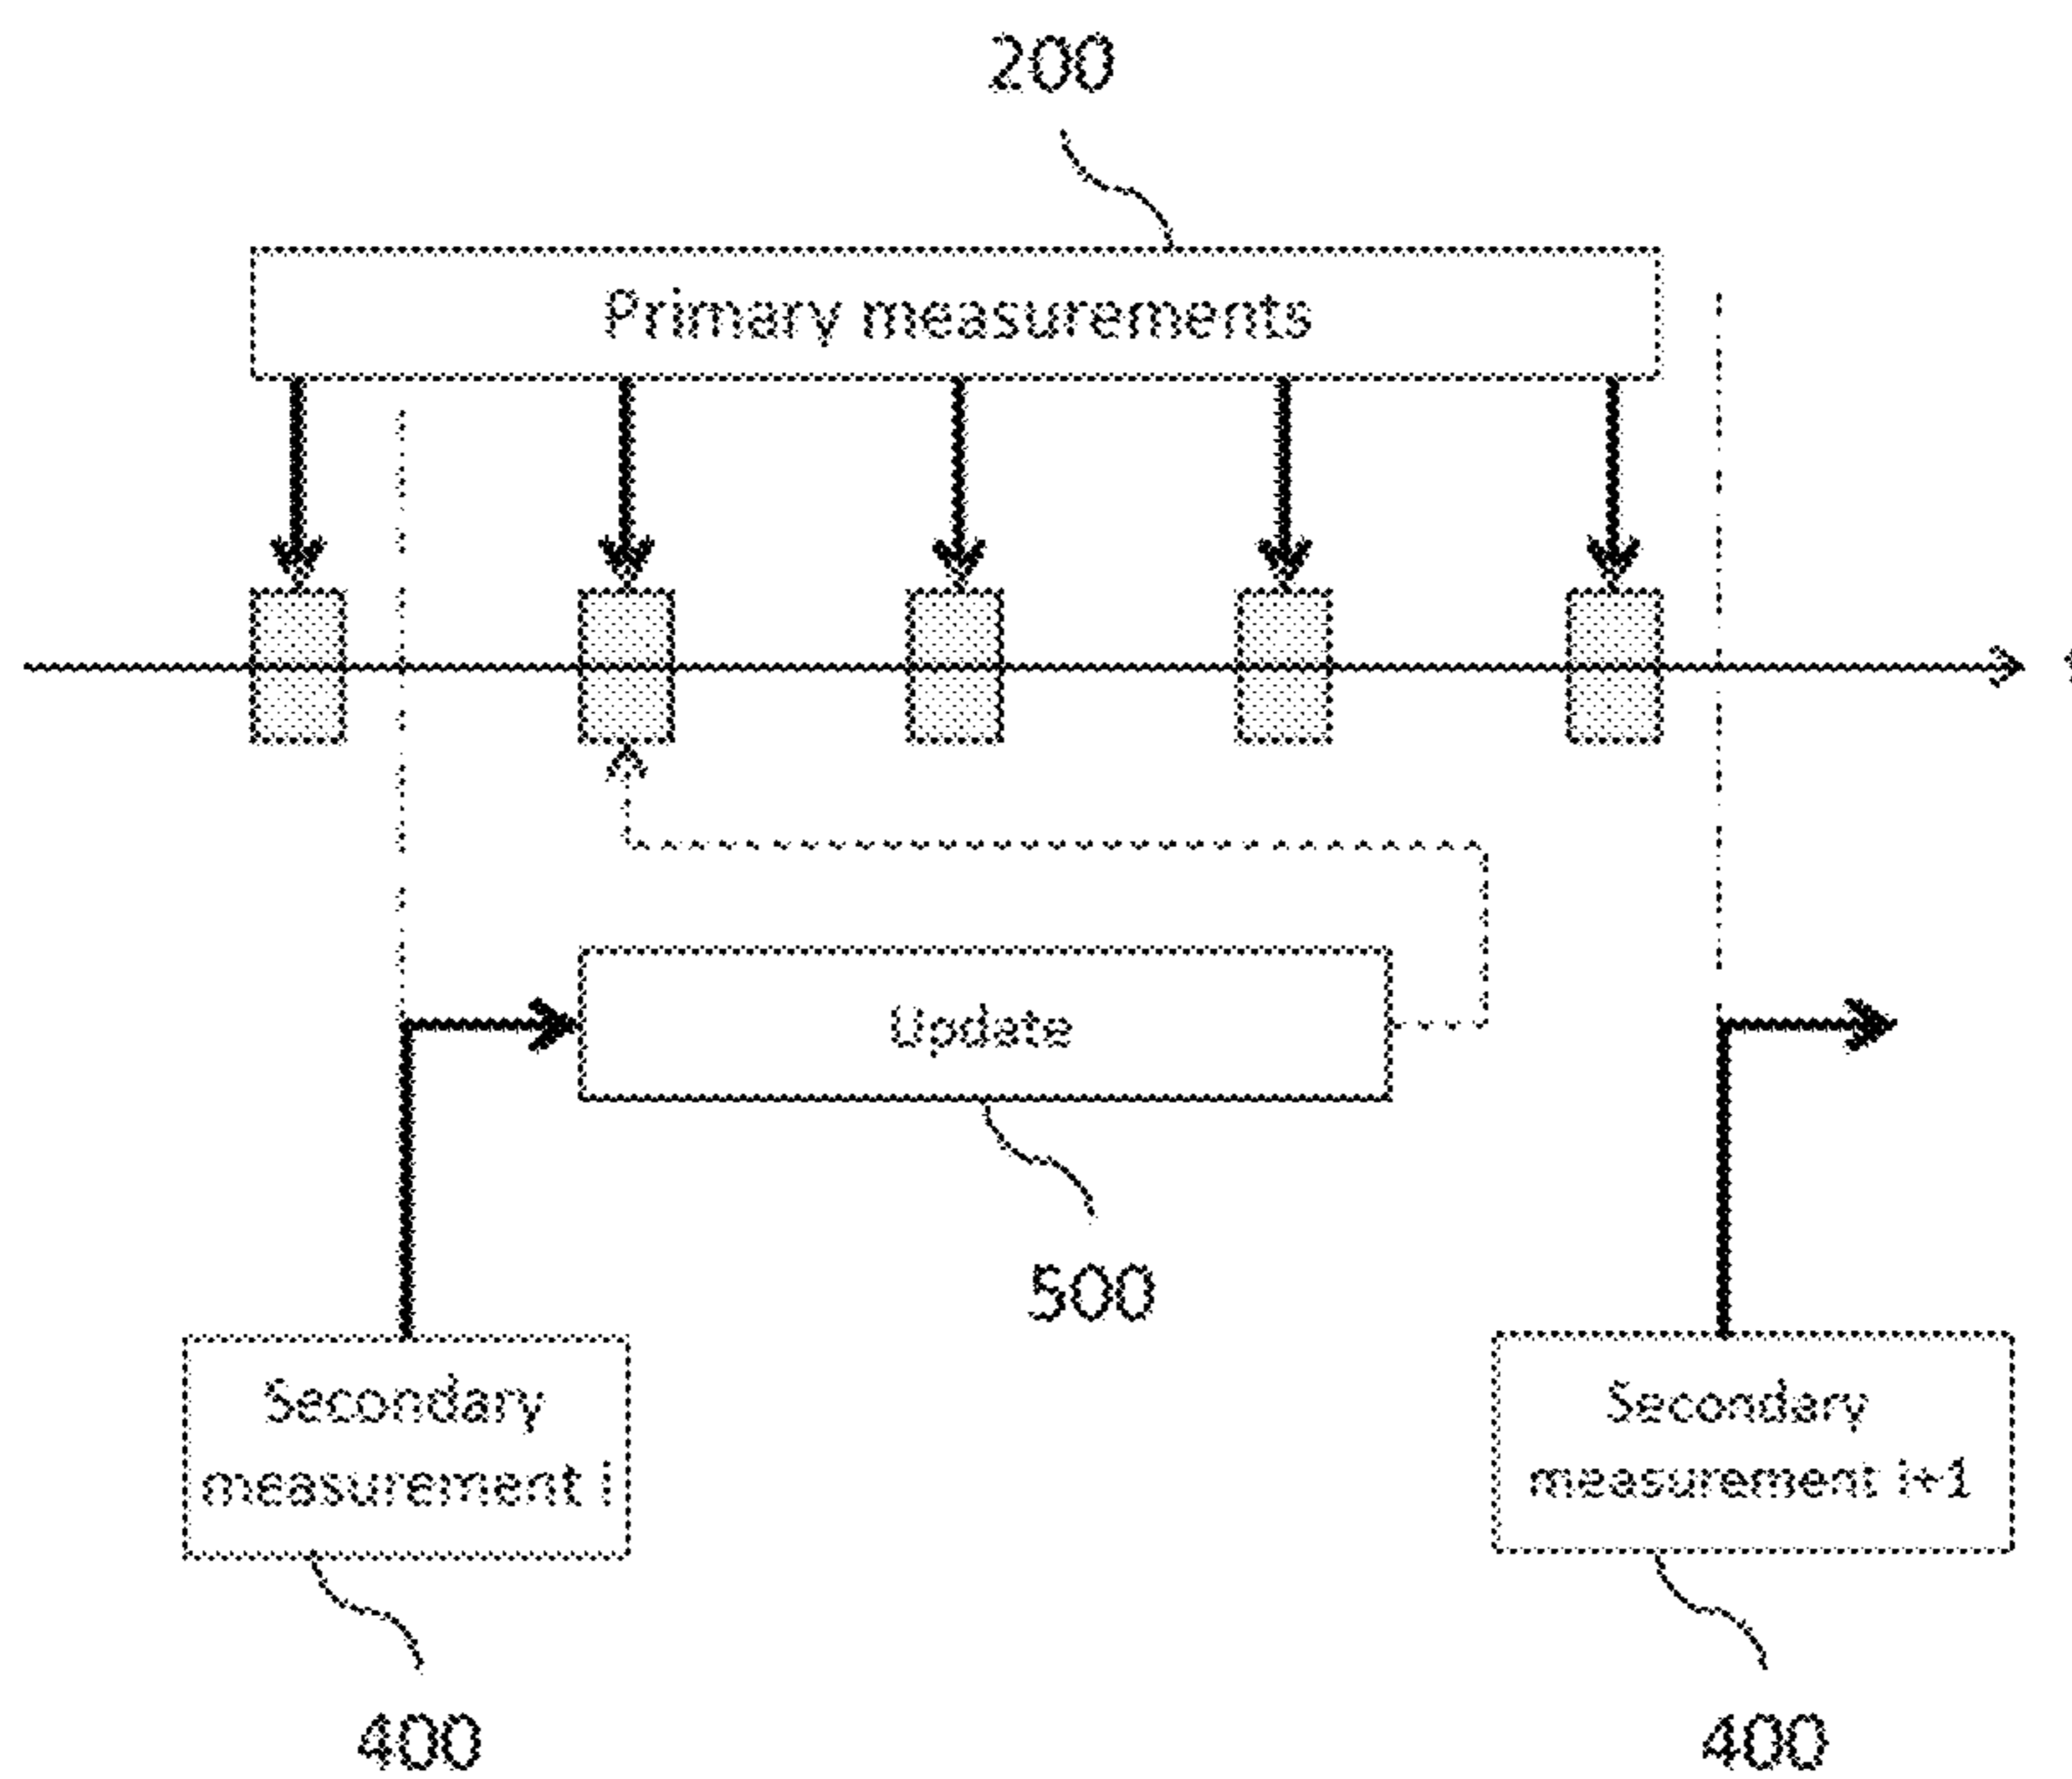 200
Primary measurements
Update
500
Secondary
measurement i
Secondary
measurement i+1
400
400